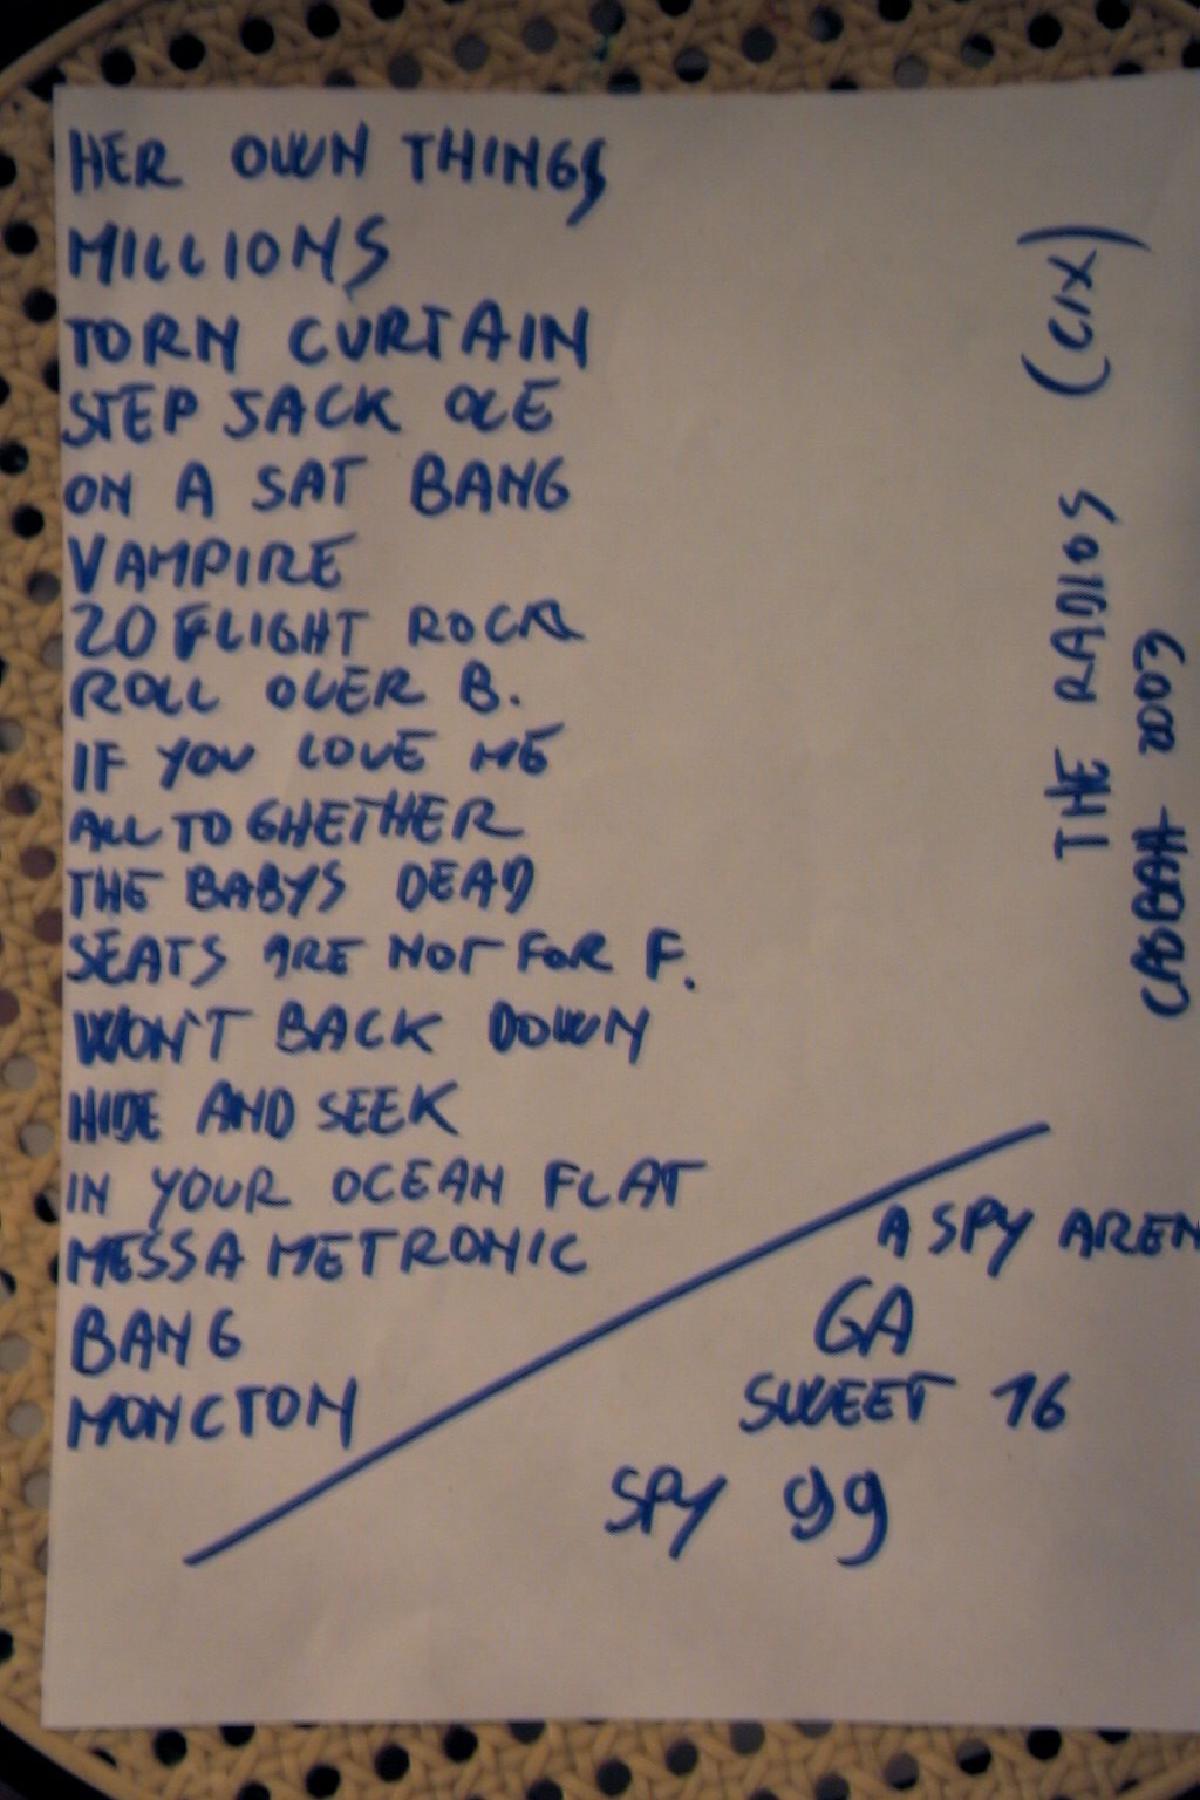 HER OWN THINGS
MILLIONS
TORN CURTAIN
STEP JACK OLE
ON A SAT BANG
VAMPIRE
20 FLIGHT ROCK
ROLL OVER B.
IF YOU LOVE ME
ALL TOGHETHER
THE BABYS DEAD
SEATS ARE NOT FOR F.
WON'T BACK DOWN
HIDE AND SEEK
IN YOUR OCEAN FLAT
MESSA METRONIC
BANG
MONCTON
A SPY AREN
GA
SWEET 16
SPY 99
THE RADIOS (CIX)
2003